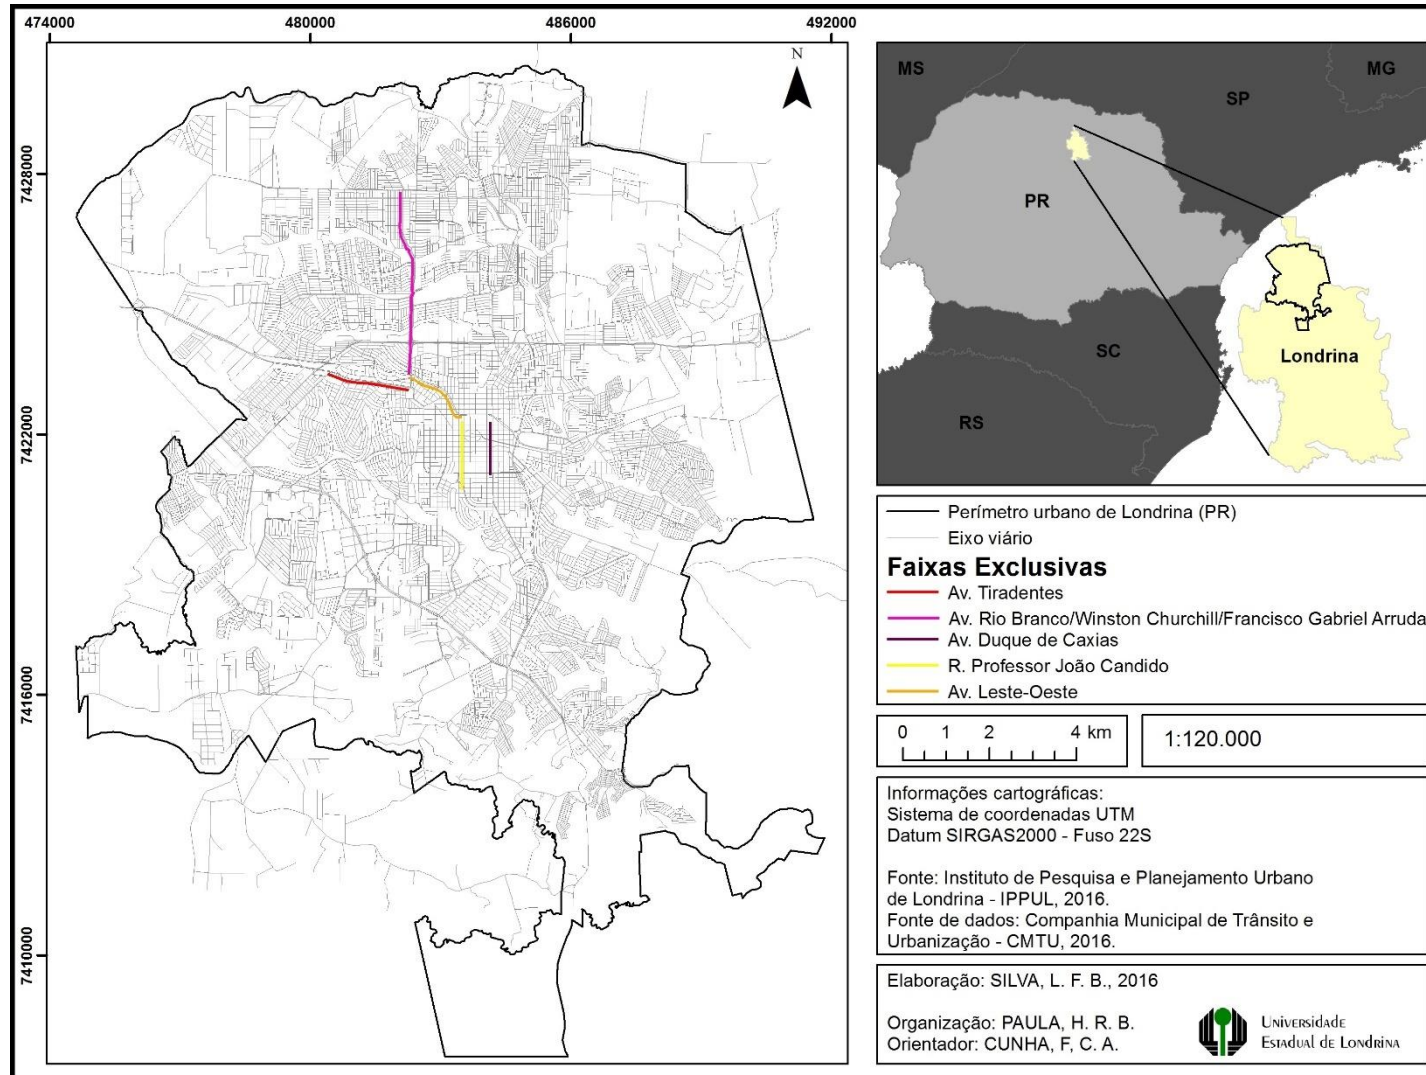 474000
480000
486000
492000
7428000
7422000
7416000
7410000
N
MS
MG
SP
PR
SC
RS
Londrina
Perímetro urbano de Londrina (PR)
Eixo viário
Faixas Exclusivas
Av. Tiradentes
Av. Rio Branco/Winston Churchill/Francisco Gabriel Arruda
Av. Duque de Caxias
R. Professor João Candido
Av. Leste-Oeste
0 1 2 4 km
1:120.000
Informações cartográficas:
Sistema de coordenadas UTM
Datum SIRGAS2000 - Fuso 22S
Fonte: Instituto de Pesquisa e Planejamento Urbano
de Londrina - IPPUL, 2016.
Fonte de dados: Companhia Municipal de Trânsito e
Urbanização - CMTU, 2016.
Elaboração: SILVA, L. F. B., 2016
Organização: PAULA, H. R. B.
Orientador: CUNHA, F, C. A.
UNIVERSIDADE
ESTADUAL DE LONDRINA